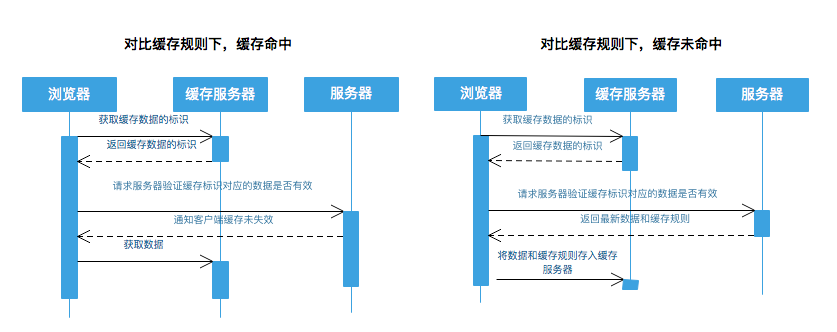 对比缓存规则下，缓存命中
浏览器
缓存服务器
服务器
获取缓存数据的标识
返回缓存数据的标识
请求服务器验证缓存标识对应的数据是否有效
通知客户端缓存未失效
获取数据
对比缓存规则下，缓存未命中
浏览器
缓存服务器
服务器
获取缓存数据的标识
返回缓存数据的标识
请求服务器验证缓存标识对应的数据是否有效
返回最新数据和缓存规则
将数据和缓存规则存入缓存
服务器